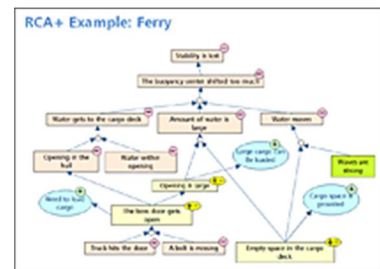 RCA+ Example: Ferry
Stability is lost
The buoyancy center shifted too much
Water gets to the cargo deck
Amount of water is
large
Water moves
Opening in the
hull
Water within
opening
Large cargo can
be loaded
Waves are
strong
Opening is large
Need to load
cargo
Cargo space is
provided
The bow door gets
open
Truck hits the door
A bolt is missing
Empty space in the cargo
deck